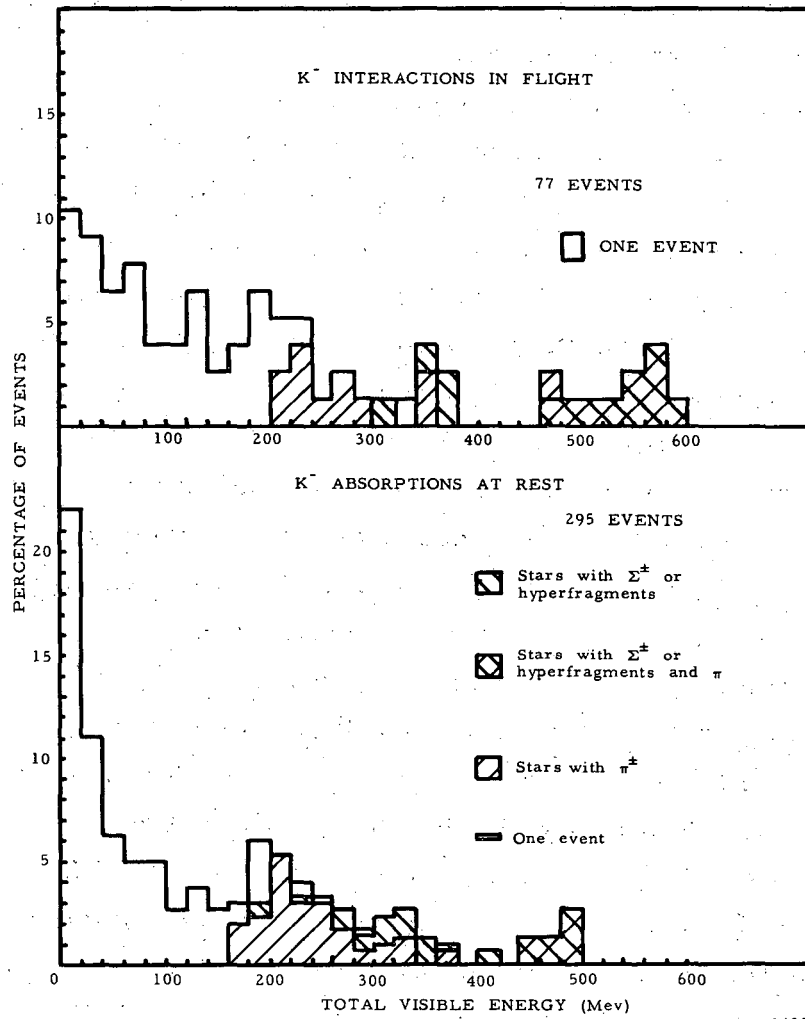 K⁻ INTERACTIONS IN FLIGHT
15
77 EVENTS
10
ONE EVENT
5
100 200 300 400 500 600
PERCENTAGE OF EVENTS
K⁻ ABSORPTIONS AT REST
295 EVENTS
20
Stars with Σ± or
hyperfragments
15
Stars with Σ± or
hyperfragments and π
10
Stars with π±
One event
5
0 100 200 300 400 500 600
TOTAL VISIBLE ENERGY (Mev)